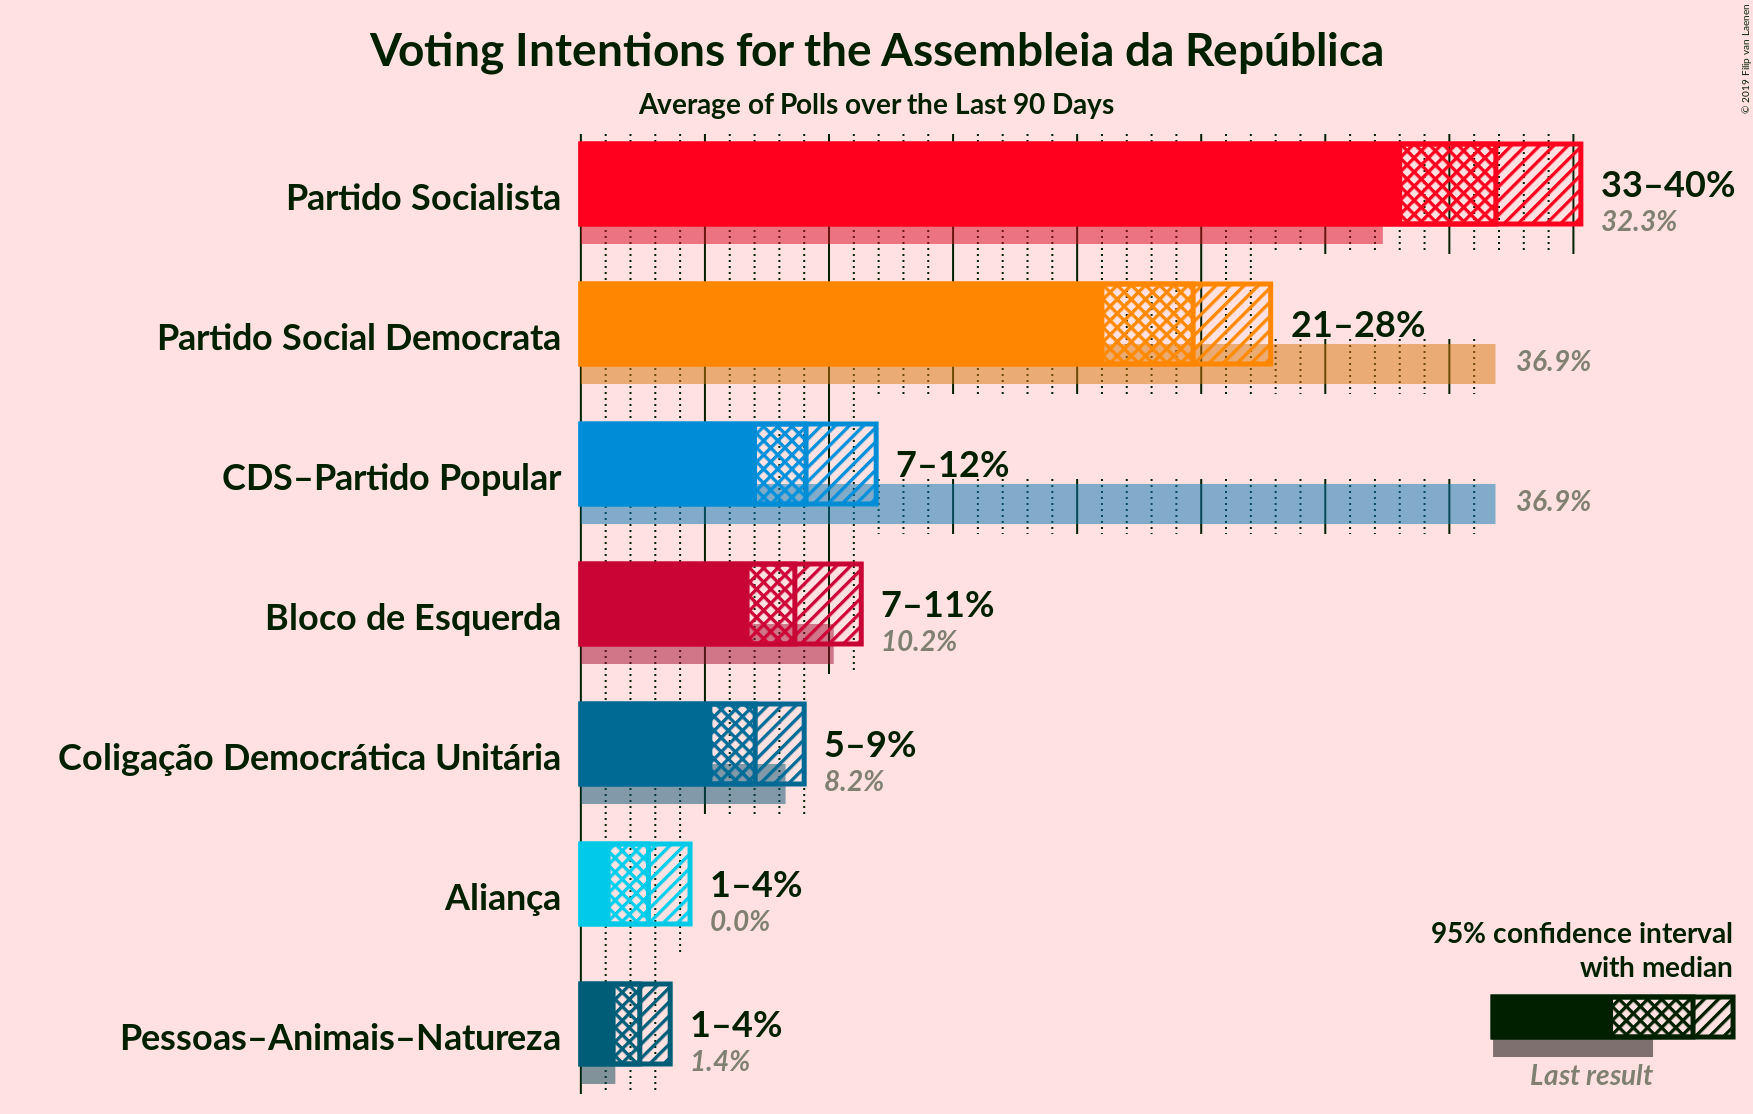 Voting Intentions for the Assembleia da República
Average of Polls over the Last 90 Days
© 2019 Filip van Laenen
Partido Socialista
33–40%
32.3%
Partido Social Democrata
21–28%
36.9%
CDS–Partido Popular
7–12%
36.9%
Bloco de Esquerda
7–11%
10.2%
Coligação Democrática Unitária
5–9%
8.2%
Aliança
1–4%
0.0%
Pessoas–Animais–Natureza
1–4%
1.4%
95% confidence interval
with median
Last result